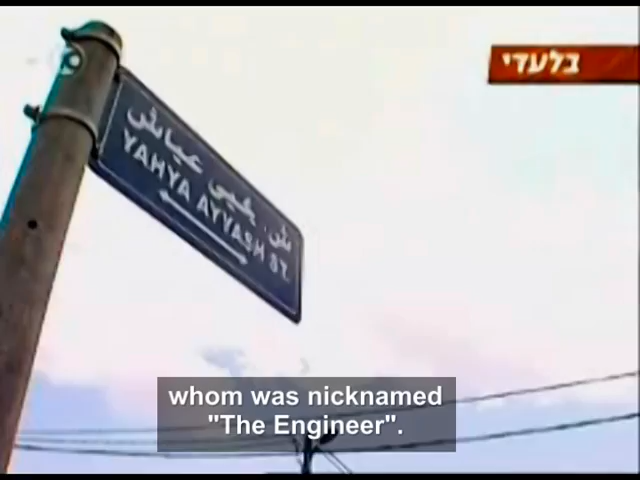 בלעדי
ش. يحيى عياش
YAHYA AYYASH ST.
whom was nicknamed
"The Engineer".